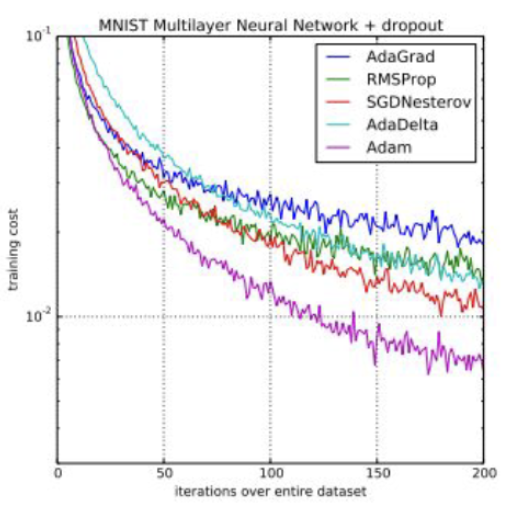 MNIST Multilayer Neural Network + dropout
10⁻¹
AdaGrad
RMSProp
SGDNesterov
AdaDelta
Adam
training cost
10⁻²
0 50 100 150 200
iterations over entire dataset